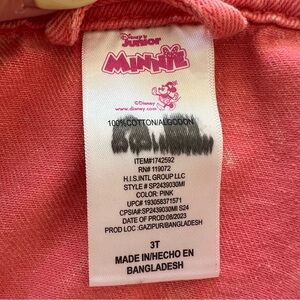 Disney
Junior
MINNIE
©Disney
www.disney.com
100%COTTON/ALGODON
ITEM#1742592
RN# 119072
H.I.S.INTL GROUP LLC
STYLE # SP2439030MI
COLOR: PINK
UPC# 193058371571
CPSIA#:SP2439030MI S24
DATE OF PROD:08/2023
PROD LOC :GAZIPUR/BANGLADESH
3T
MADE IN/HECHO EN
BANGLADESH